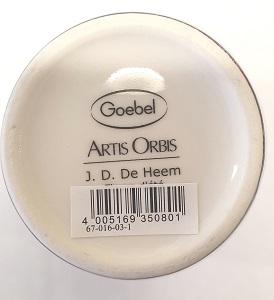 Goebel
ARTIS ORBIS
J. D. De Heem
4 005169 350801
67-016-03-1